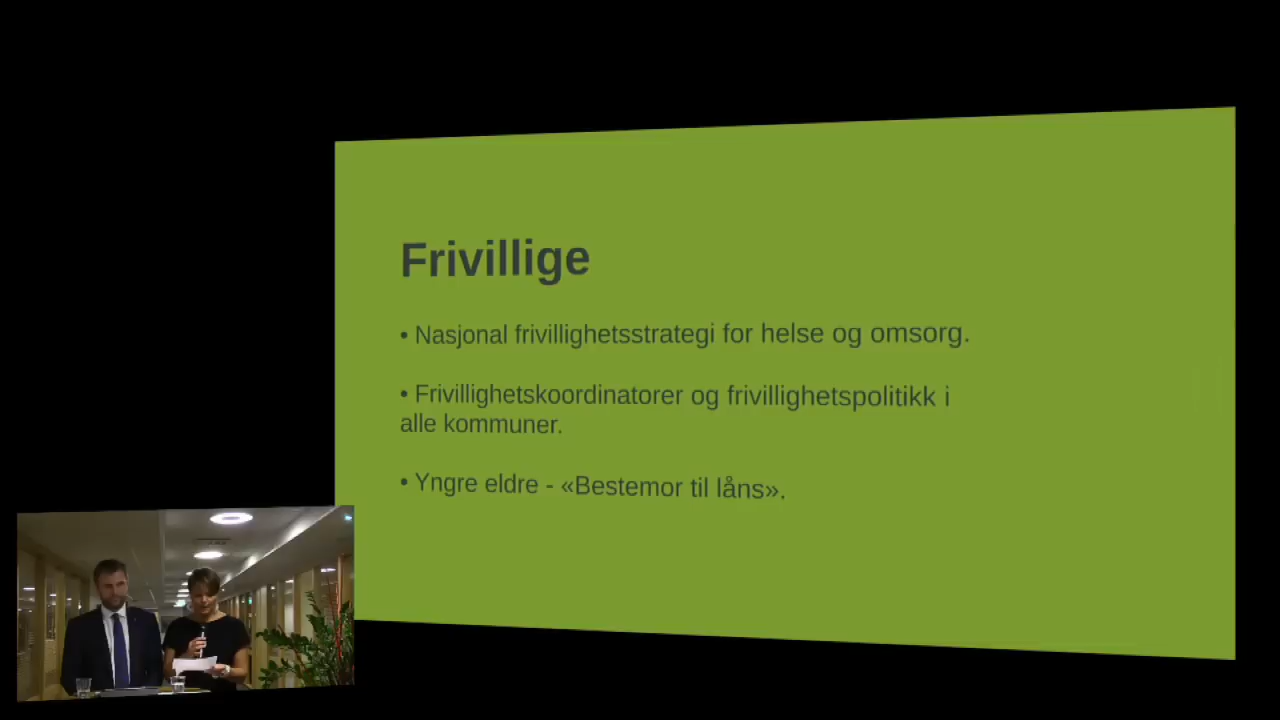 Frivillige
• Nasjonal frivillighetsstrategi for helse og omsorg.
• Frivillighetskoordinatorer og frivillighetspolitikk i
alle kommuner.
• Yngre eldre - «Bestemor til låns».